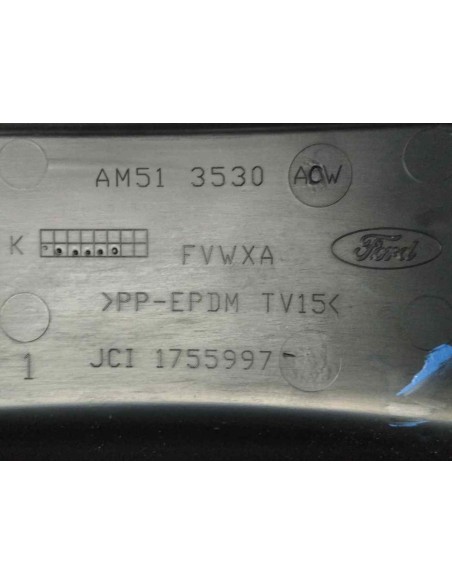 AM51 3530 ACW
K FVWXA Ford
>PP-EPDM TV15<
1 JCI 1755997-